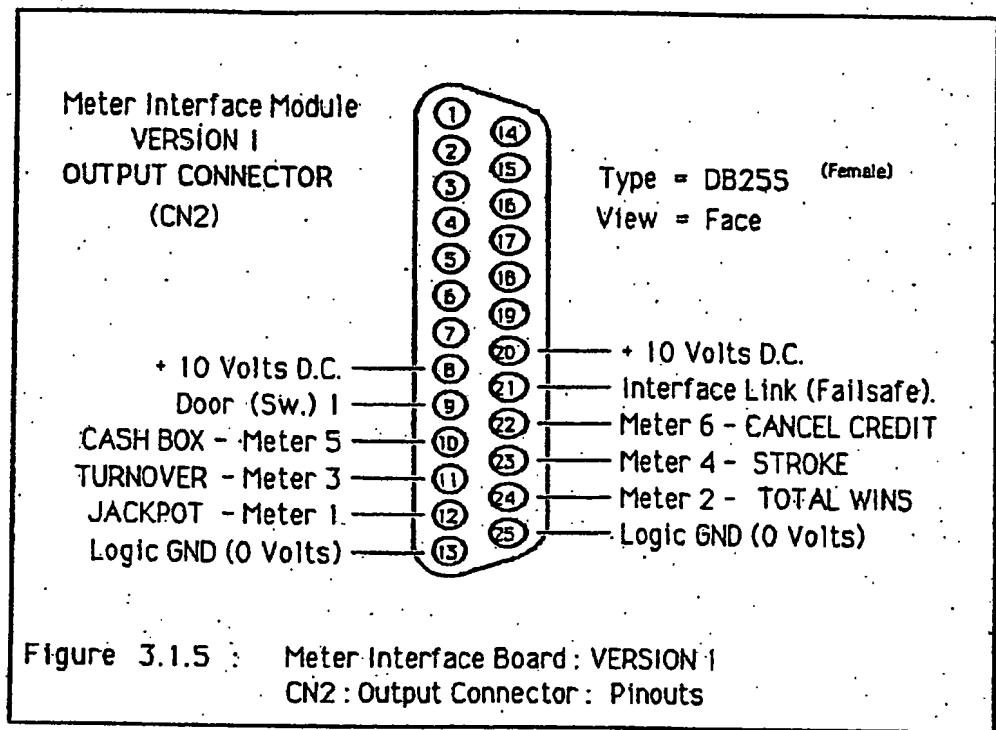 Meter Interface Module
VERSION 1
OUTPUT CONNECTOR
(CN2)
Type = DB25S (Female)
View = Face
1
14
2
15
3
16
4
17
5
18
6
19
7
+ 10 Volts D.C. 8
20 + 10 Volts D.C.
Door (Sw.) 1 9
21 Interface Link (Failsafe).
CASH BOX - Meter 5 10
22 Meter 6 - CANCEL CREDIT
TURNOVER - Meter 3 11
23 Meter 4 - STROKE
JACKPOT - Meter 1 12
24 Meter 2 - TOTAL WINS
Logic GND (0 Volts) 13
25 Logic GND (0 Volts)
Figure 3.1.5 : Meter Interface Board : VERSION 1
CN2 : Output Connector : Pinouts